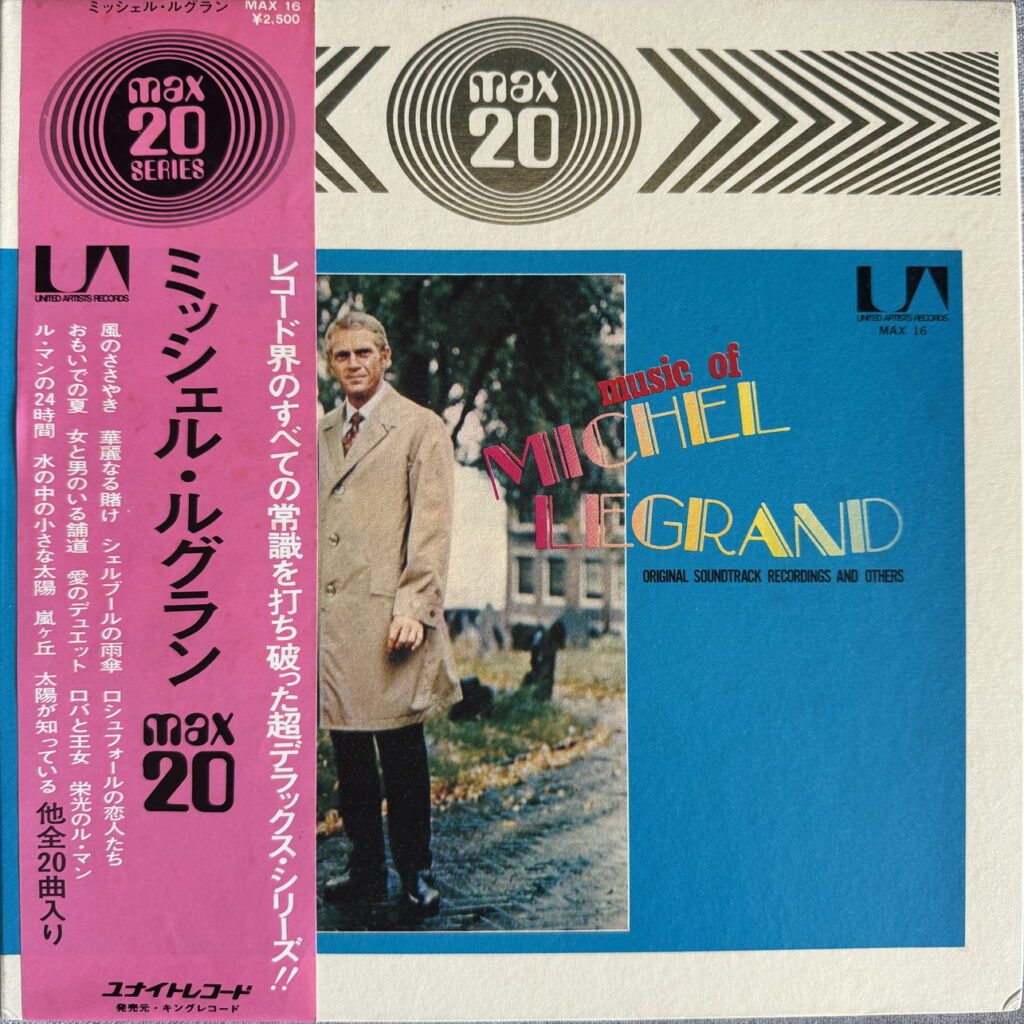 ミッシェル・ルグラン
MAX 16
¥2,500
max
20
SERIES
UA
UNITED ARTISTS RECORDS
レコード界のすべての常識を打ち破った超デラックス・シリーズ!!
ミッシェル・ルグラン
max
20
風のささやき 華麗なる賭け シェルブールの雨傘 ロシュフォールの恋人たち
おもいでの夏 女と男のいる舗道 愛のデュエット ロバと王女 栄光のル・マン
ル・マンの24時間 水の中の小さな太陽 嵐ヶ丘 太陽が知っている 他全20曲入り
ユナイトレコード
発売元・キングレコード
max
20
UA
UNITED ARTISTS RECORDS
MAX 16
music of
MICHEL
LEGRAND
ORIGINAL SOUNDTRACK RECORDINGS AND OTHERS